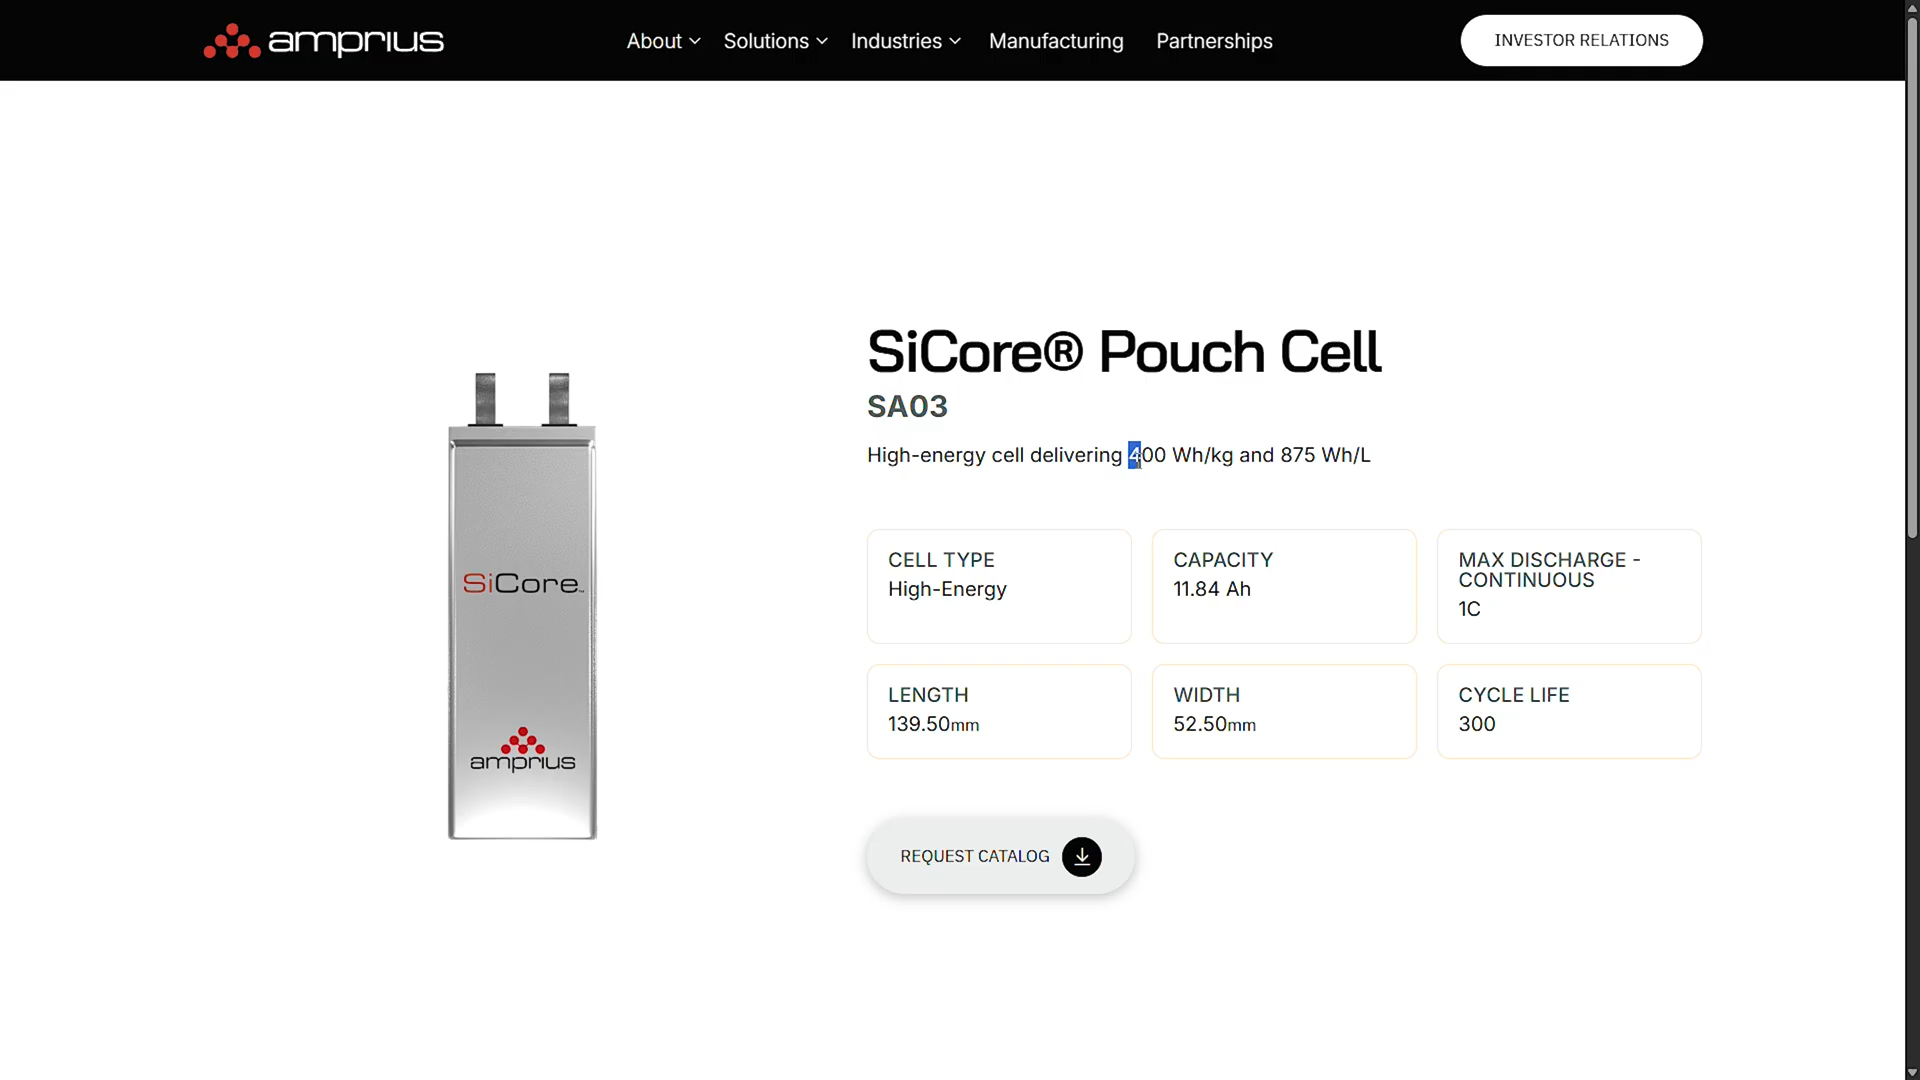 amprius
About
Solutions
Industries
Manufacturing
Partnerships
INVESTOR RELATIONS
SiCore® Pouch Cell
SA03
High-energy cell delivering 400 Wh/kg and 875 Wh/L
CELL TYPE
High-Energy
CAPACITY
11.84 Ah
MAX DISCHARGE -
CONTINUOUS
1C
LENGTH
139.50mm
WIDTH
52.50mm
CYCLE LIFE
300
REQUEST CATALOG
SiCore™
amprius